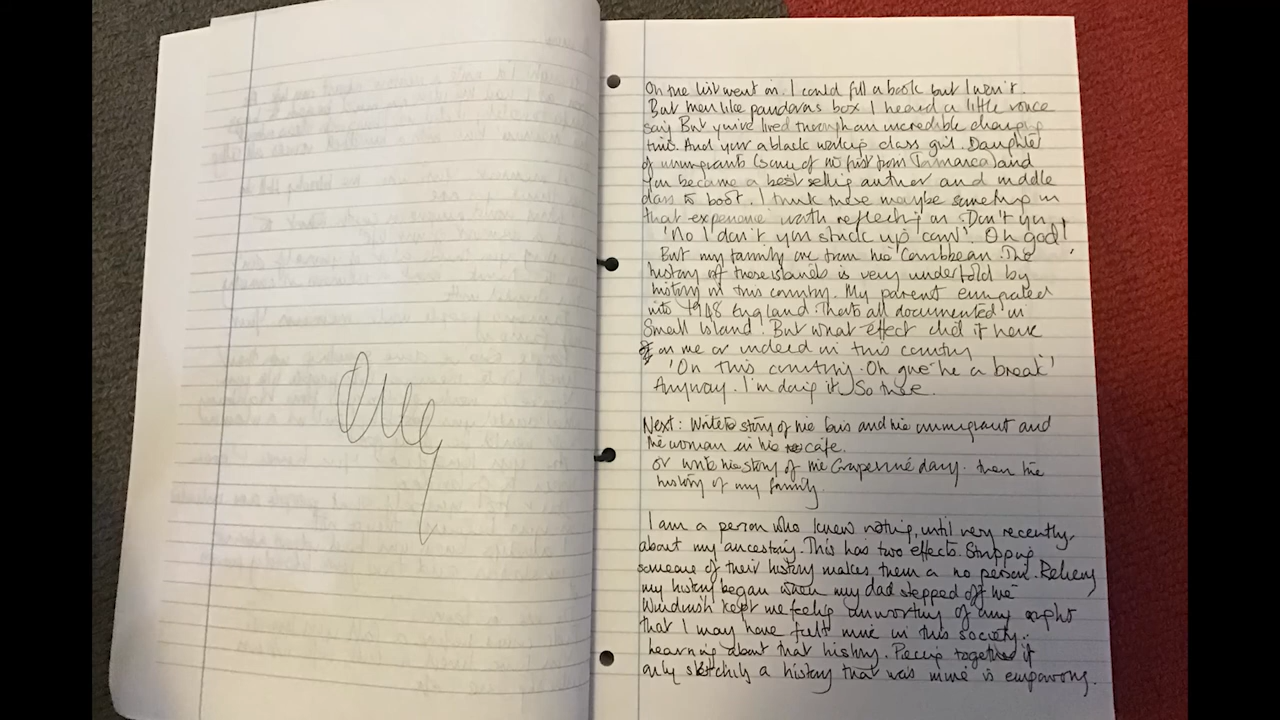 On the list went on. I could fill a book but I won't.
But then like pandoras box I heard a little voice
say But you've lived through an incredible changing
time. And your a black working class girl. Daughter
of immigrants (some of the first from Jamaica) and
You became a best selling author and middle
class to boot. I think there maybe something in
that experience worth reflecting on. Don't you.
'No I don't you stuck up cow'. Oh god!
But my family are from the Carribbean. The
history of those islands is very undertold by
history in this country. My parent emigrated
into 1948 England. Thats all documented in
Small Island. But what effect did it have
on me or indeed in this country
'On this country. Oh give me a break'
Anyway. I'm doing it. So there.
Next: Write story of the bus and the immigrant and
the woman in the cafe.
or write the story of the Grapevine day. then the
history of my family.
I am a person who knew nothing, until very recently,
about my ancestory. This has two effects. Stripping
someone of their history makes them a no person. Believing
my history began when my dad stepped off the
Windrush kept me feeling unworthy of any rights
that I may have felt mine in this society.
Learning about that history. Piecing together if
only sketchily a history that was mine is empowering.